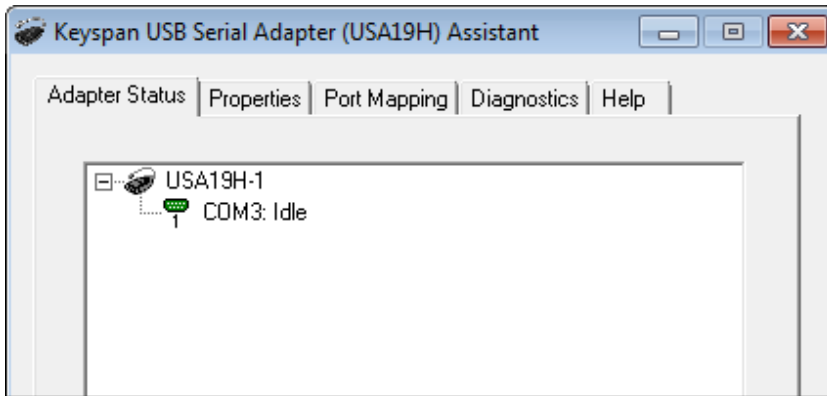 Keyspan USB Serial Adapter (USA19H) Assistant
Adapter Status Properties Port Mapping Diagnostics Help
USA19H-1
1 COM3: Idle